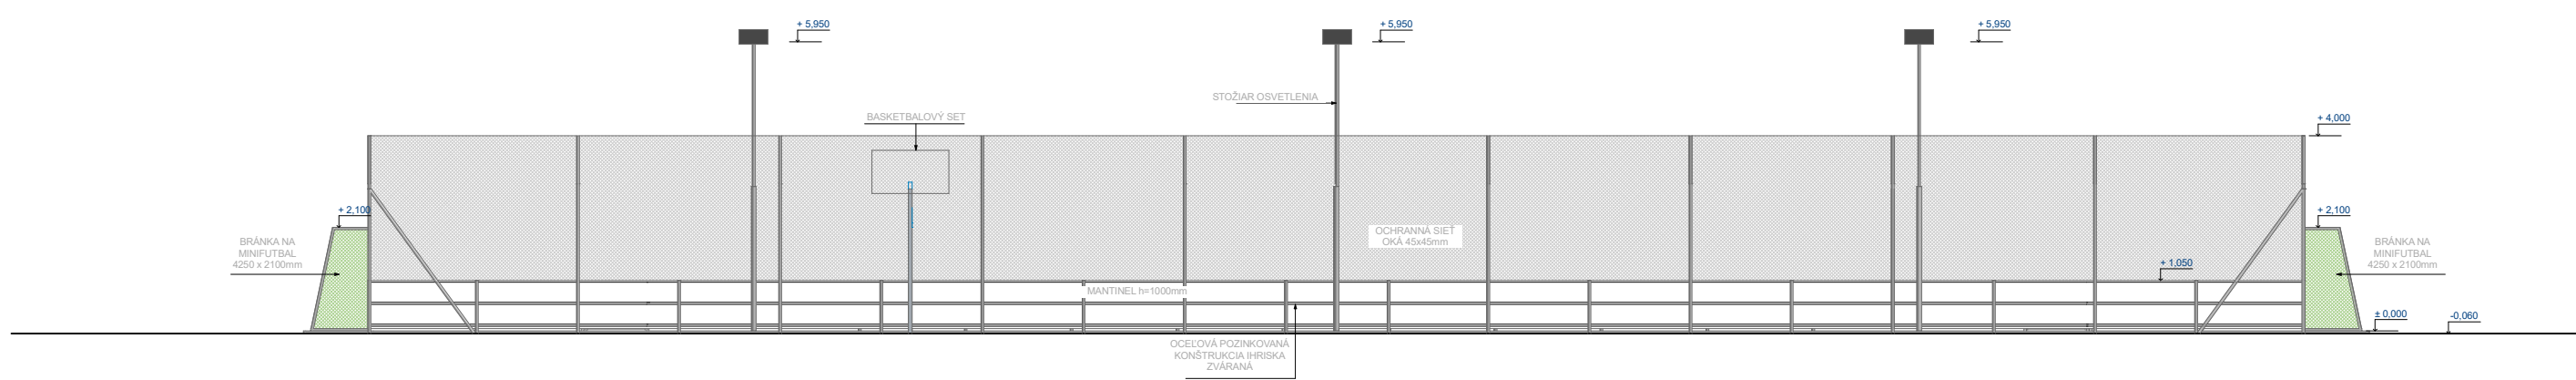 + 5,950
+ 5,950
+ 5,950
STOŽIAR OSVETLENIA
BASKETBALOVÝ SET
+ 4,000
+ 2,100
+ 2,100
OCHRANNÁ SIEŤ
OKÁ 45x45mm
BRÁNKA NA
MINIFUTBAL
4250 x 2100mm
BRÁNKA NA
MINIFUTBAL
4250 x 2100mm
+ 1,050
MANTINEL h=1000mm
± 0,000
-0,060
OCEĽOVÁ POZINKOVANÁ
KONŠTRUKCIA IHRISKA
ZVÁRANÁ